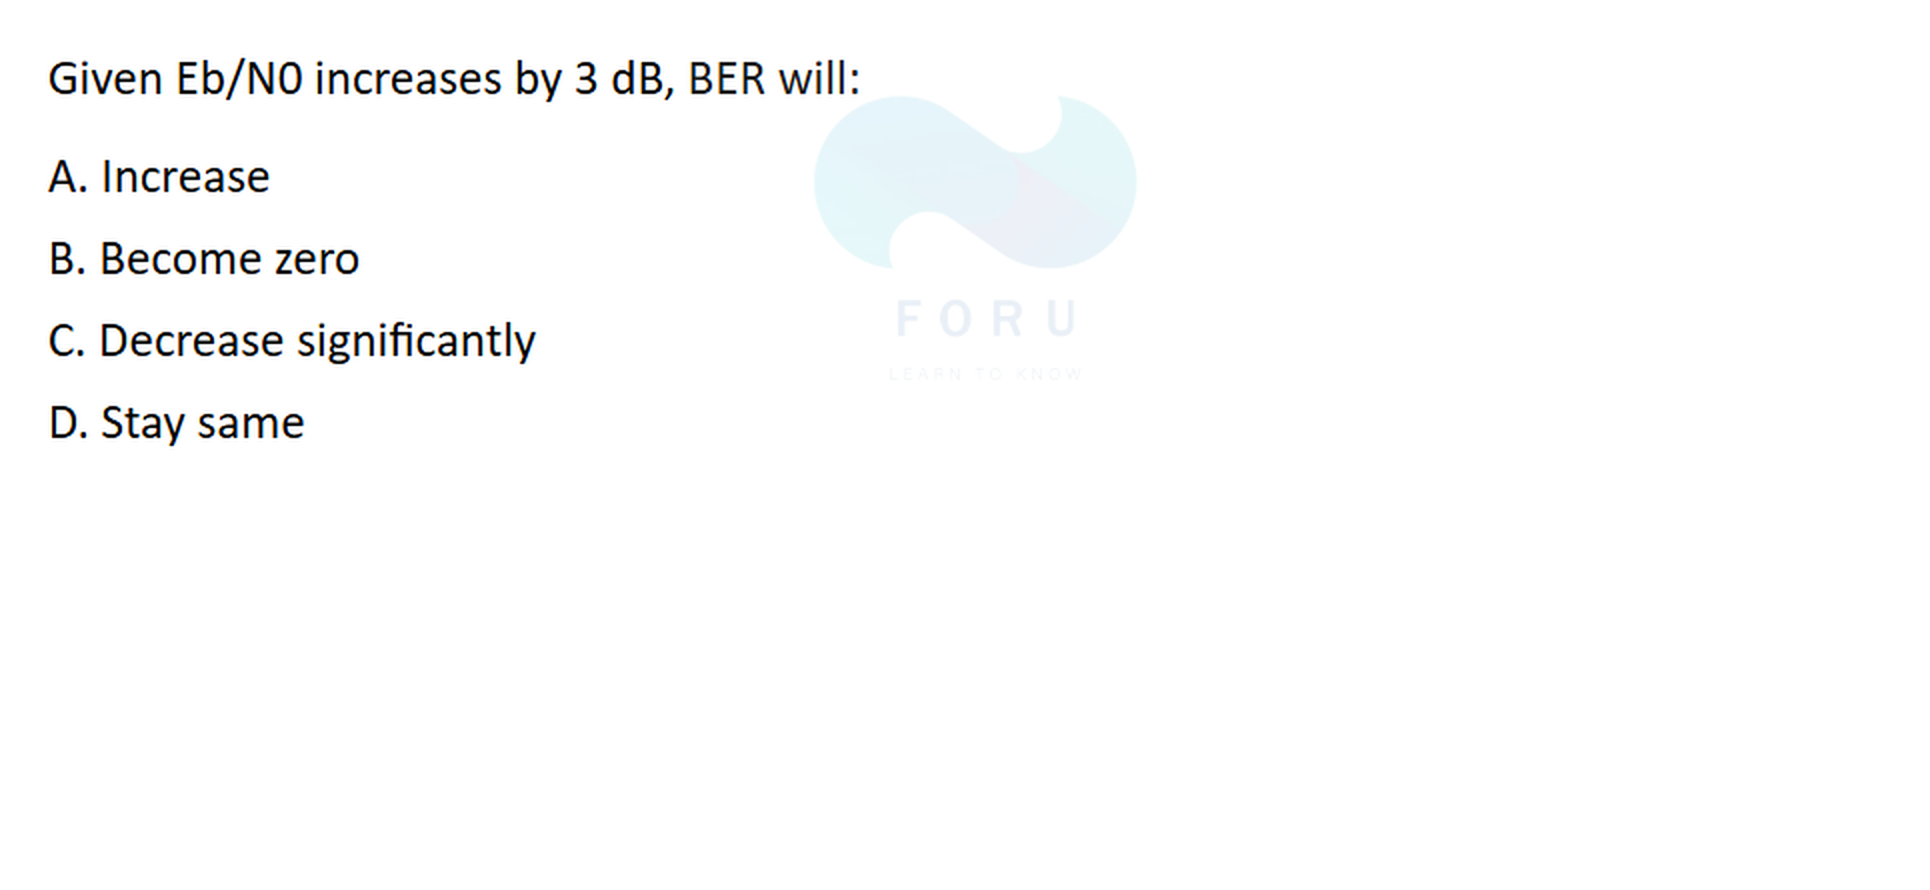 Given Eb/N0 increases by 3 dB, BER will:
A. Increase
B. Become zero
C. Decrease significantly
D. Stay same
FORU
LEARN TO KNOW